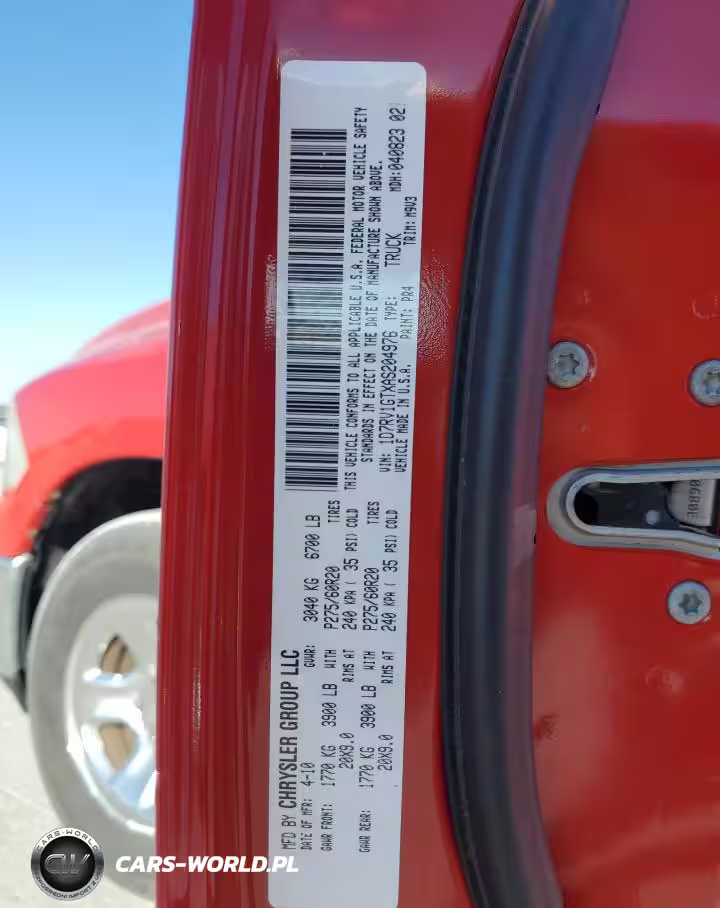 MFD BY CHRYSLER GROUP LLC
DATE OF MFR: 4-10 GVWR: 3040 KG 6700 LB
GAWR FRONT: 1770 KG 3900 LB WITH P275/60R20 TIRES
20X9.0 RIMS AT 240 KPA ( 35 PSI) COLD
GAWR REAR: 1770 KG 3900 LB WITH P275/60R20 TIRES
20X9.0 RIMS AT 240 KPA ( 35 PSI) COLD
THIS VEHICLE CONFORMS TO ALL APPLICABLE U.S.A. FEDERAL MOTOR VEHICLE SAFETY
STANDARDS IN EFFECT ON THE DATE OF MANUFACTURE SHOWN ABOVE.
VIN: 1D7RV1GTXAS204976 TYPE: TRUCK MDH: 040823 02
VEHICLE MADE IN U.S.A. PAINT: PR4 TRIM: M9V3
CARS-WORLD
CW
CARS-WORLD.PL